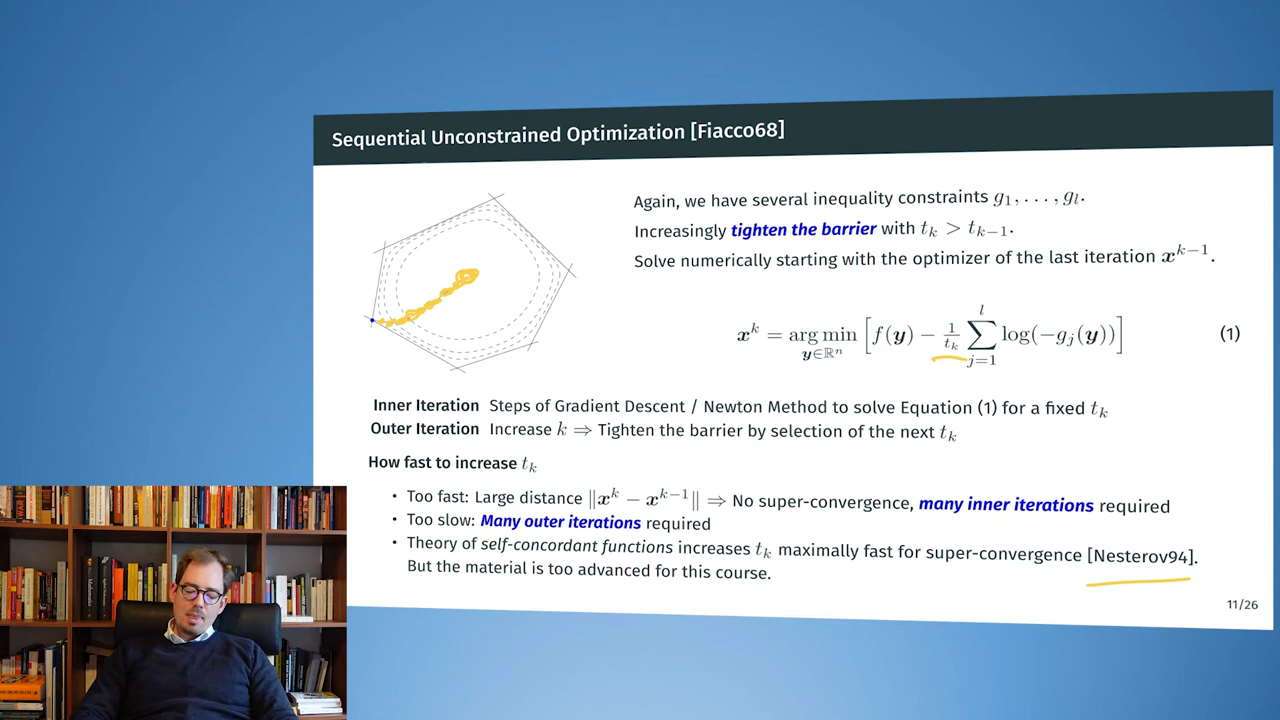 Sequential Unconstrained Optimization [Fiacco68]
Again, we have several inequality constraints g₁, . . . , gₗ.
Increasingly tighten the barrier with tₖ > tₖ₋₁.
Solve numerically starting with the optimizer of the last iteration xᵏ⁻¹.
xᵏ = arg min_{y∈ℝⁿ} [ f(y) − 1/tₖ ∑_{j=1}^{l} log(−gⱼ(y)) ] (1)
Inner Iteration Steps of Gradient Descent / Newton Method to solve Equation (1) for a fixed tₖ
Outer Iteration Increase k ⇒ Tighten the barrier by selection of the next tₖ
How fast to increase tₖ
• Too fast: Large distance ‖xᵏ − xᵏ⁻¹‖ ⇒ No super-convergence, many inner iterations required
• Too slow: Many outer iterations required
• Theory of self-concordant functions increases tₖ maximally fast for super-convergence [Nesterov94].
But the material is too advanced for this course.
11/26